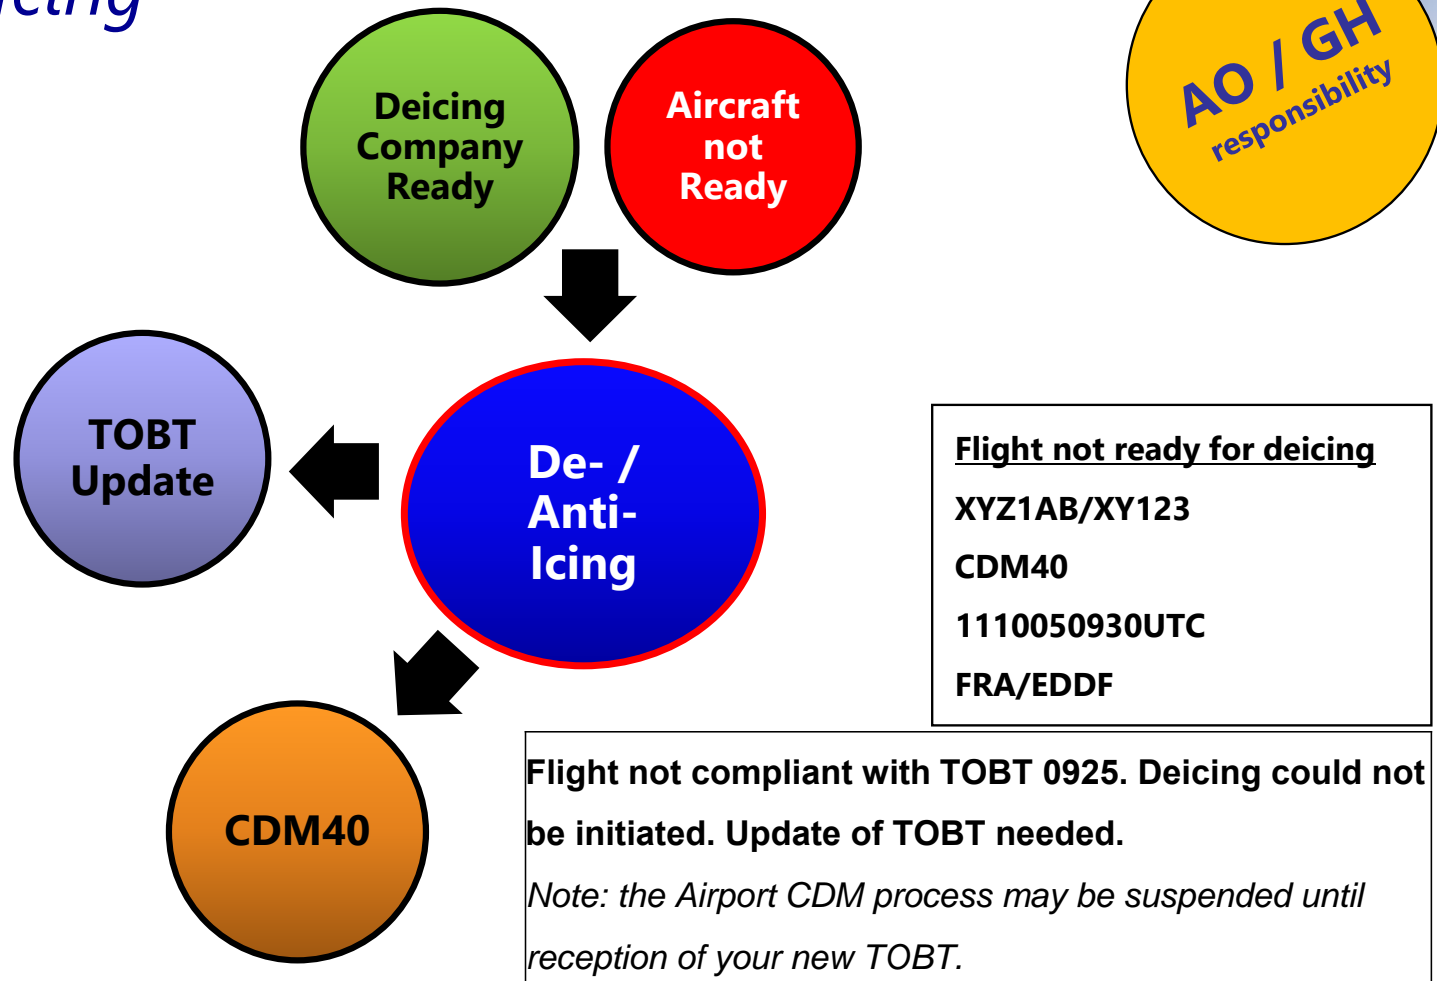 AO / GH
responsibility
Deicing
Company
Ready
Aircraft
not
Ready
TOBT
Update
De- /
Anti-
Icing
CDM40
Flight not ready for deicing
XYZ1AB/XY123
CDM40
1110050930UTC
FRA/EDDF
Flight not compliant with TOBT 0925. Deicing could not
be initiated. Update of TOBT needed.
Note: the Airport CDM process may be suspended until
reception of your new TOBT.